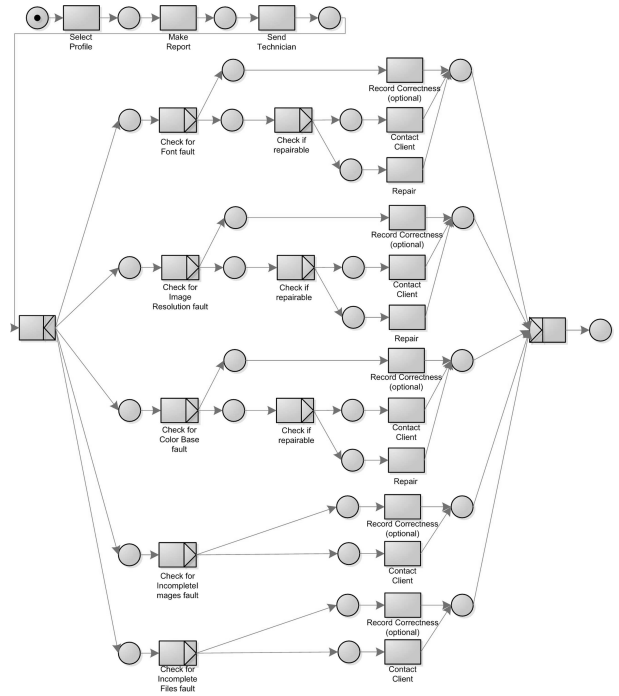 Select
Profile
Make
Report
Send
Technician
Record Correctness
(optional)
Check for
Font fault
Check if
repairable
Contact
Client
Repair
Record Correctness
(optional)
Check for
Image
Resolution fault
Check if
repairable
Contact
Client
Repair
Record Correctness
(optional)
Check for
Color Base
fault
Check if
repairable
Contact
Client
Repair
Record Correctness
(optional)
Check for
IncompleteI
mages fault
Contact
Client
Record Correctness
(optional)
Check for
Incomplete
Files fault
Contact
Client